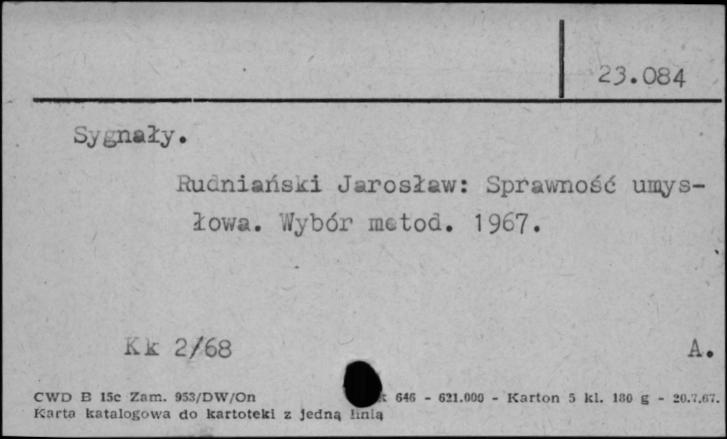 23.084
Sygnały.
Rudniański Jarosław: Sprawność umys-
łowa. Wybór metod. 1967.
Kk 2/68 A.
CWD B 15c Zam. 953/DW/On 646 - 621.000 - Karton 5 kl. 180 g - 20.7.67.
Karta katalogowa do kartoteki z jedną linią